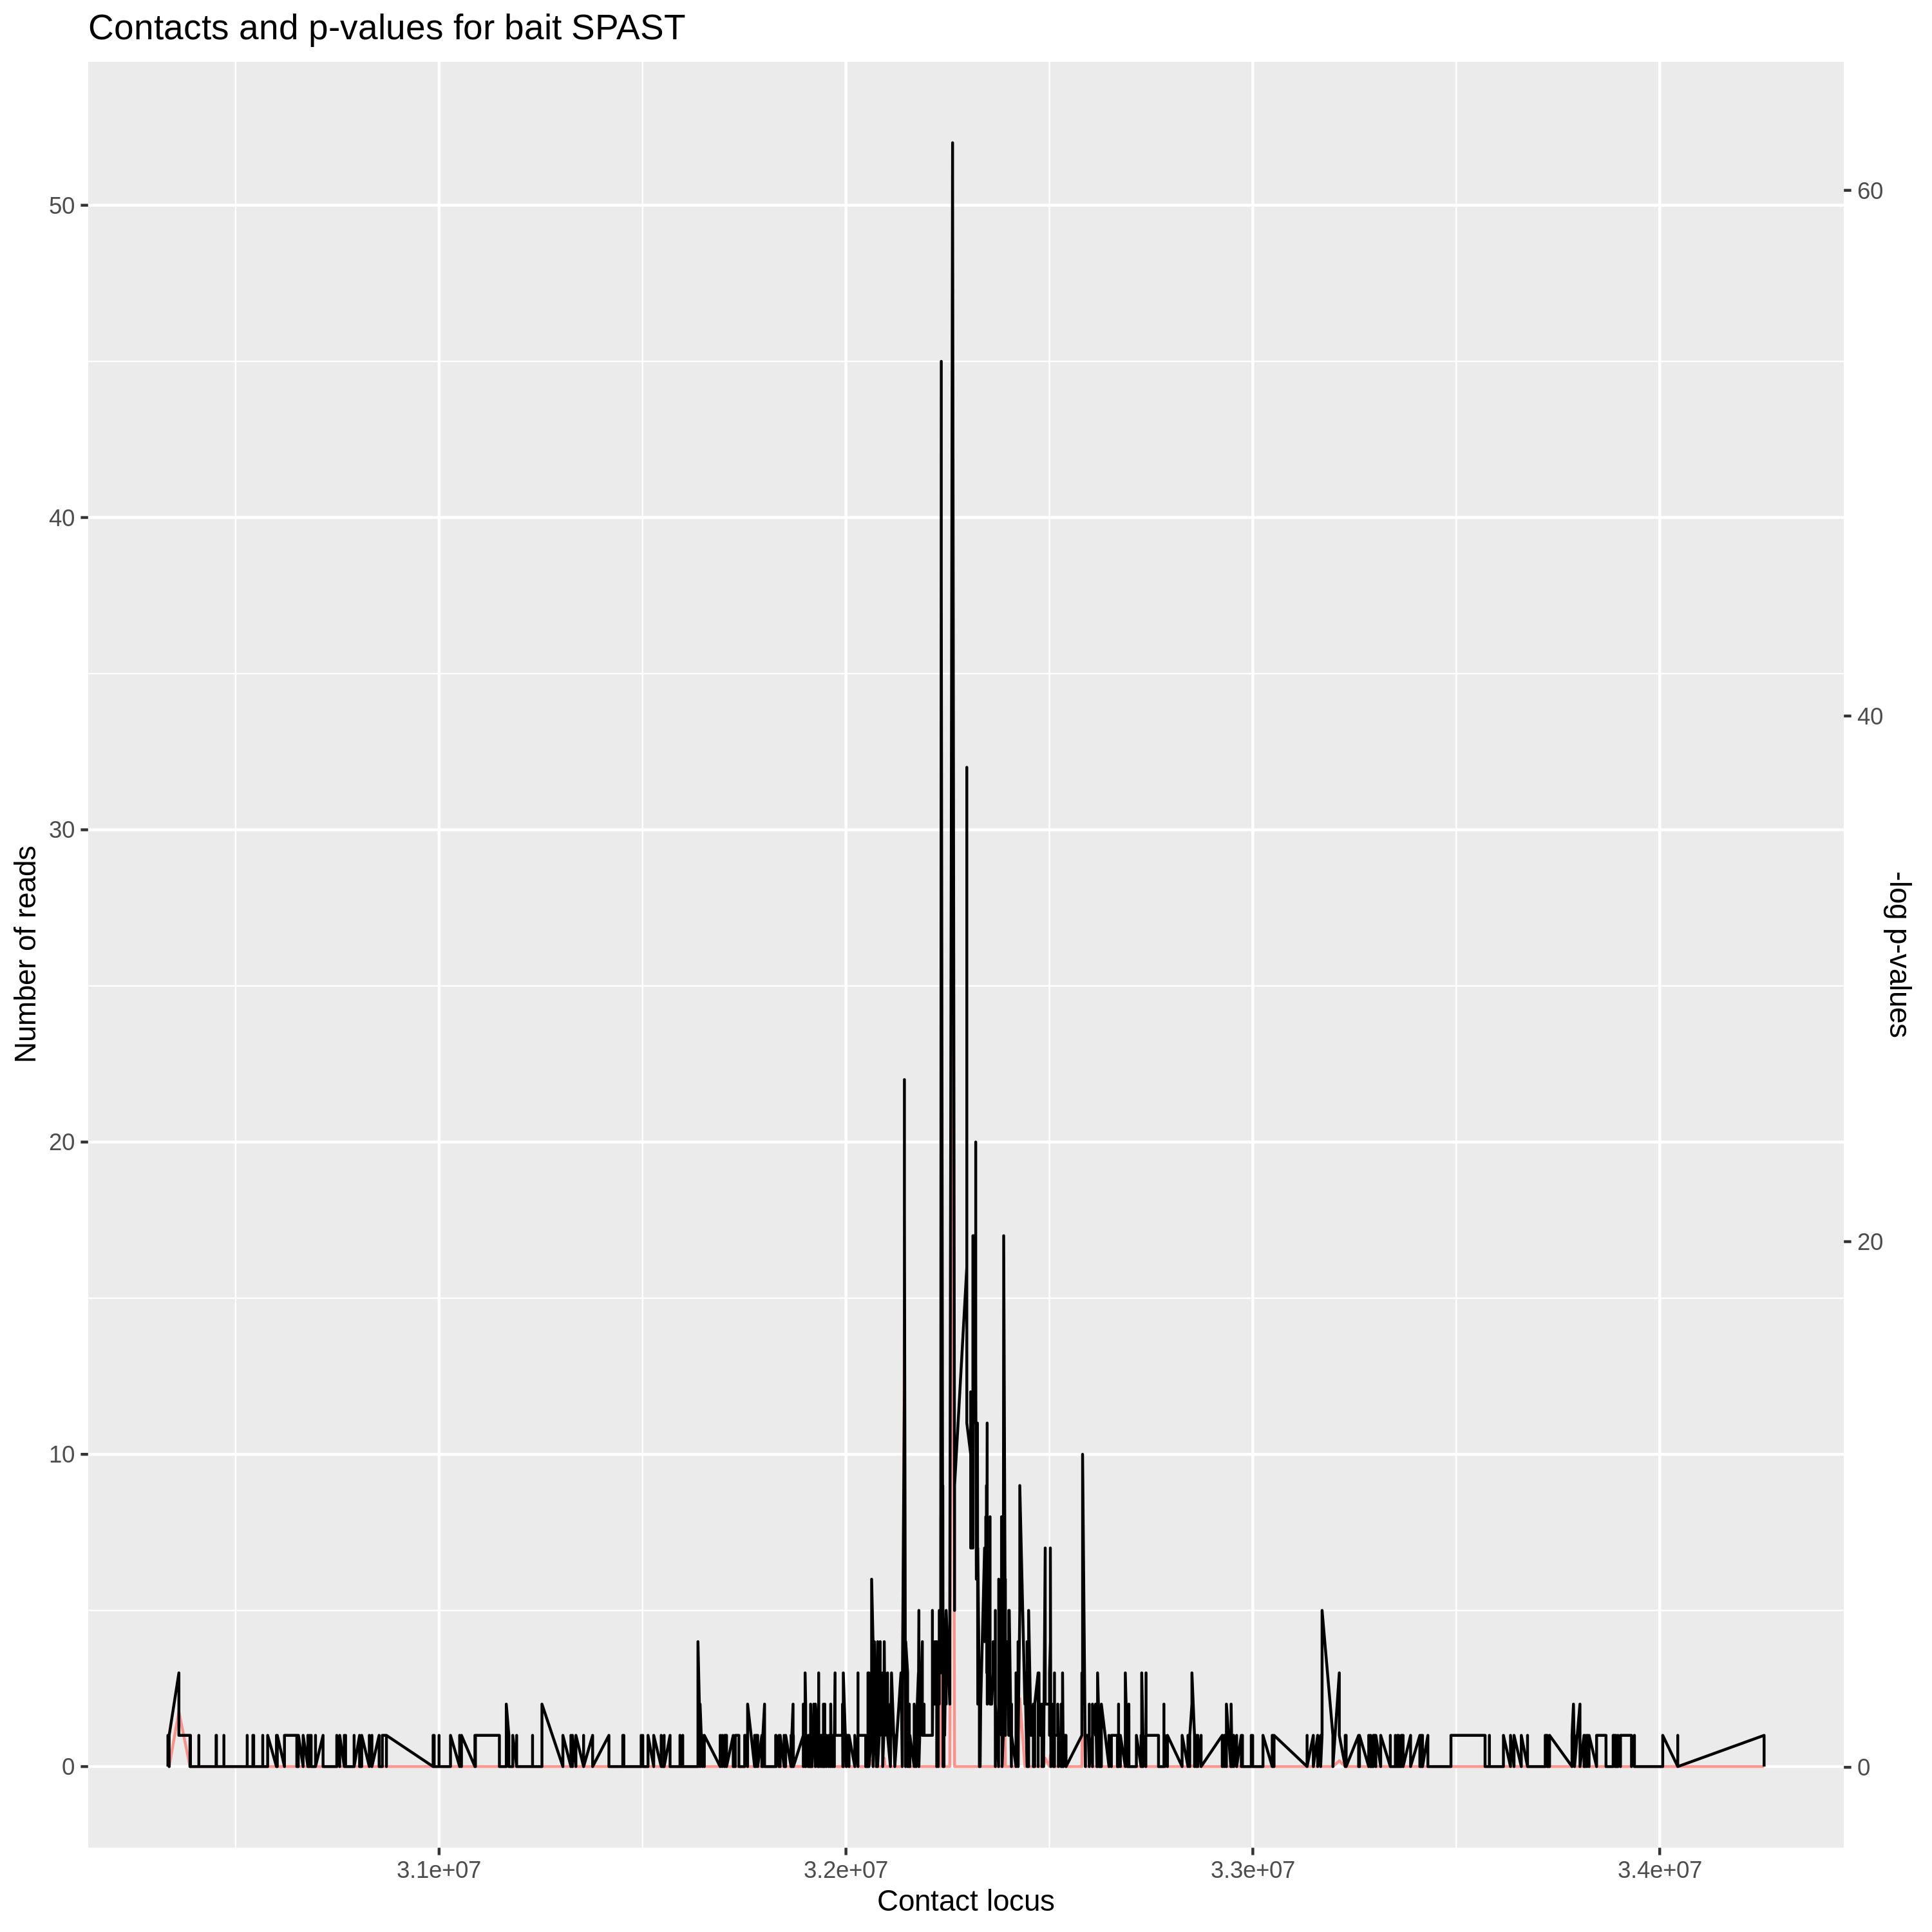 Contacts and p-values for bait SPAST
50
40
30
20
10
0
Number of reads
60
40
20
0
-log p-values
3.1e+07 3.2e+07 3.3e+07 3.4e+07
Contact locus